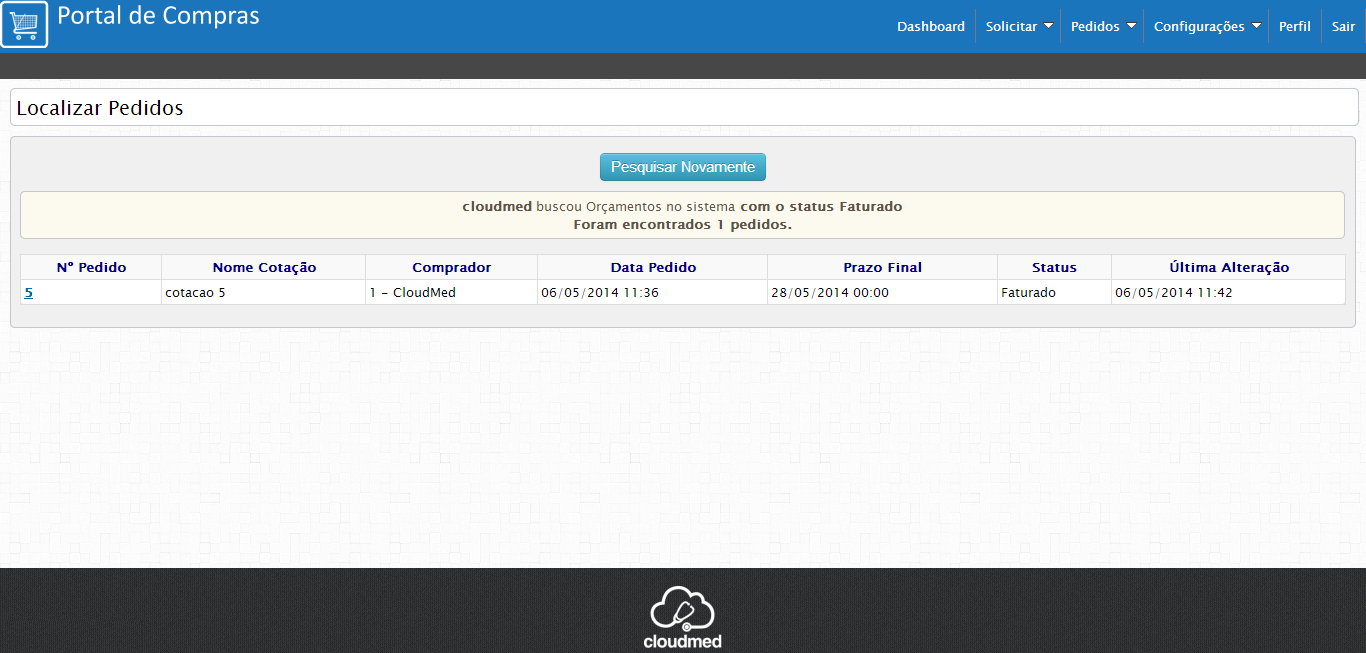 Portal de Compras
Dashboard Solicitar Pedidos Configurações Perfil Sair
Localizar Pedidos
Pesquisar Novamente
cloudmed buscou Orçamentos no sistema com o status Faturado
Foram encontrados 1 pedidos.
Nº Pedido Nome Cotação Comprador Data Pedido Prazo Final Status Última Alteração
5 cotacao 5 1 - CloudMed 06/05/2014 11:36 28/05/2014 00:00 Faturado 06/05/2014 11:42
cloudmed